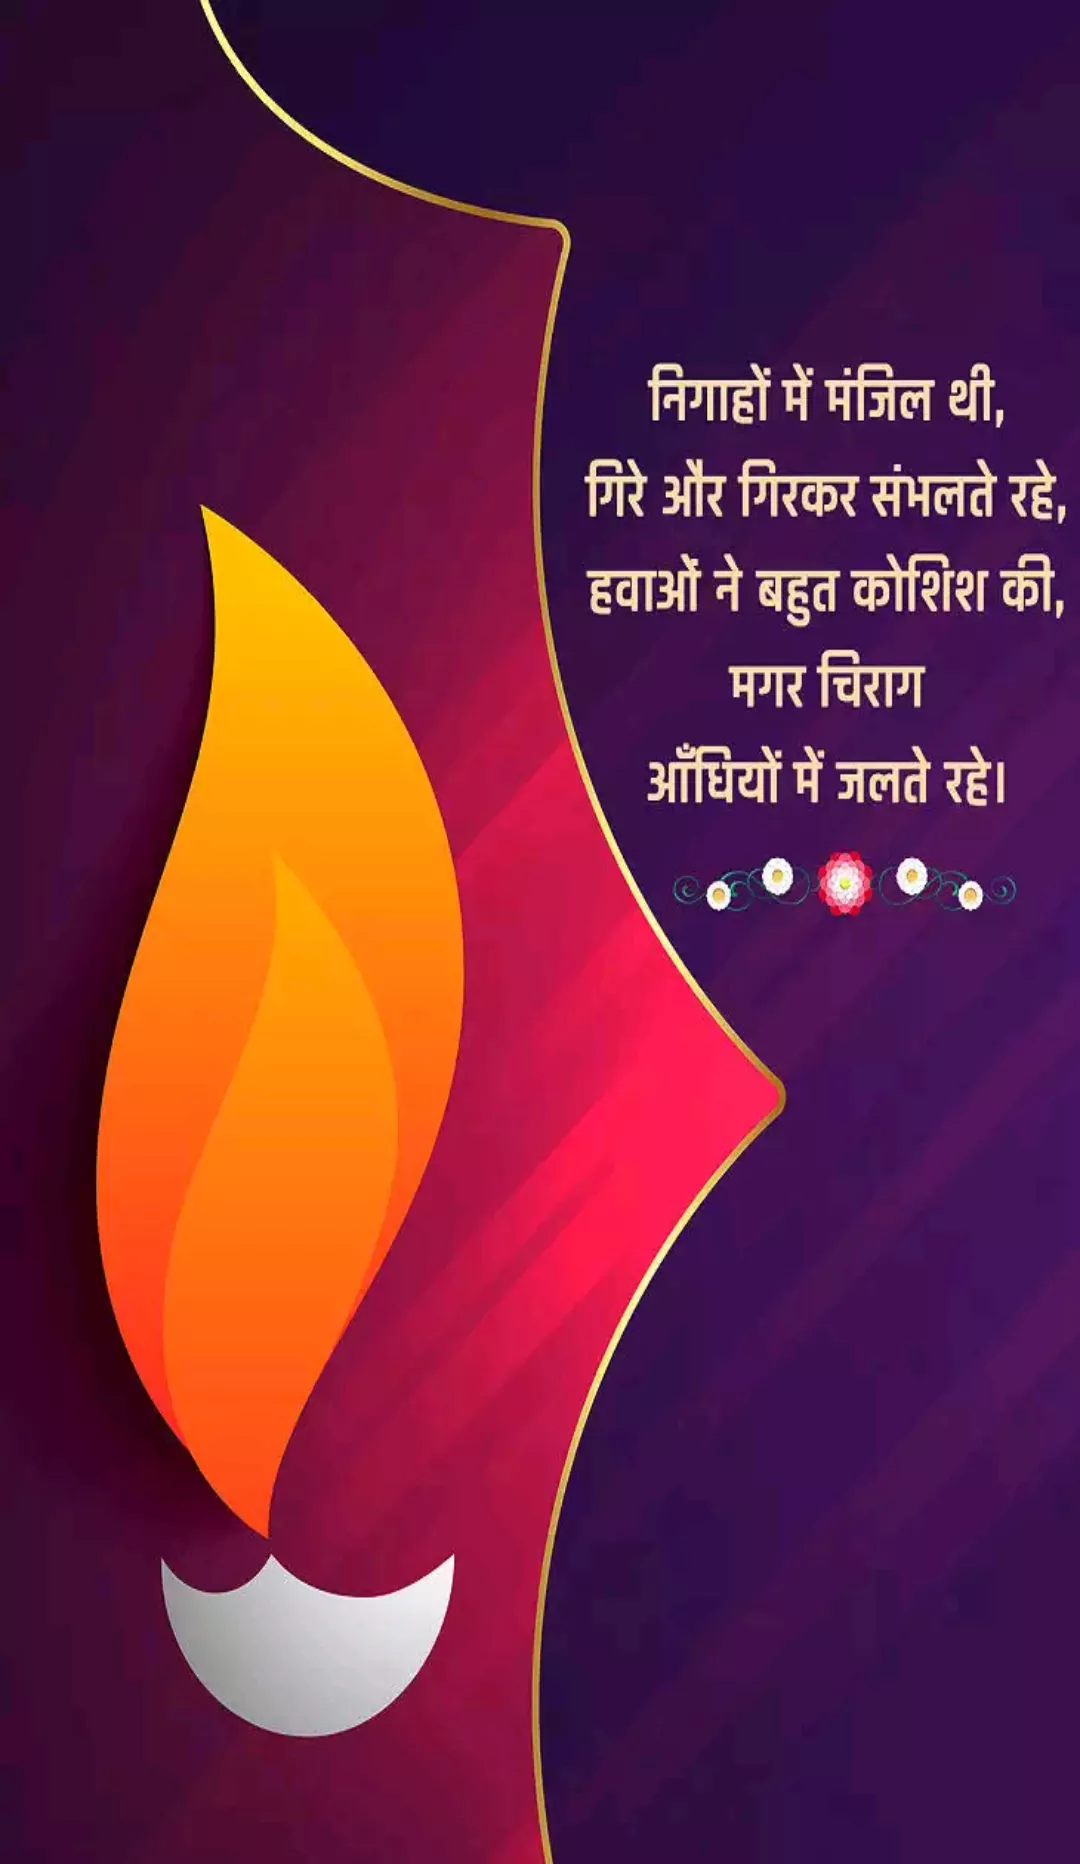 निगाहों में मंजिल थी,
गिरे और गिरकर संभलते रहे,
हवाओं ने बहुत कोशिश की,
मगर चिराग
आँधियों में जलते रहे।